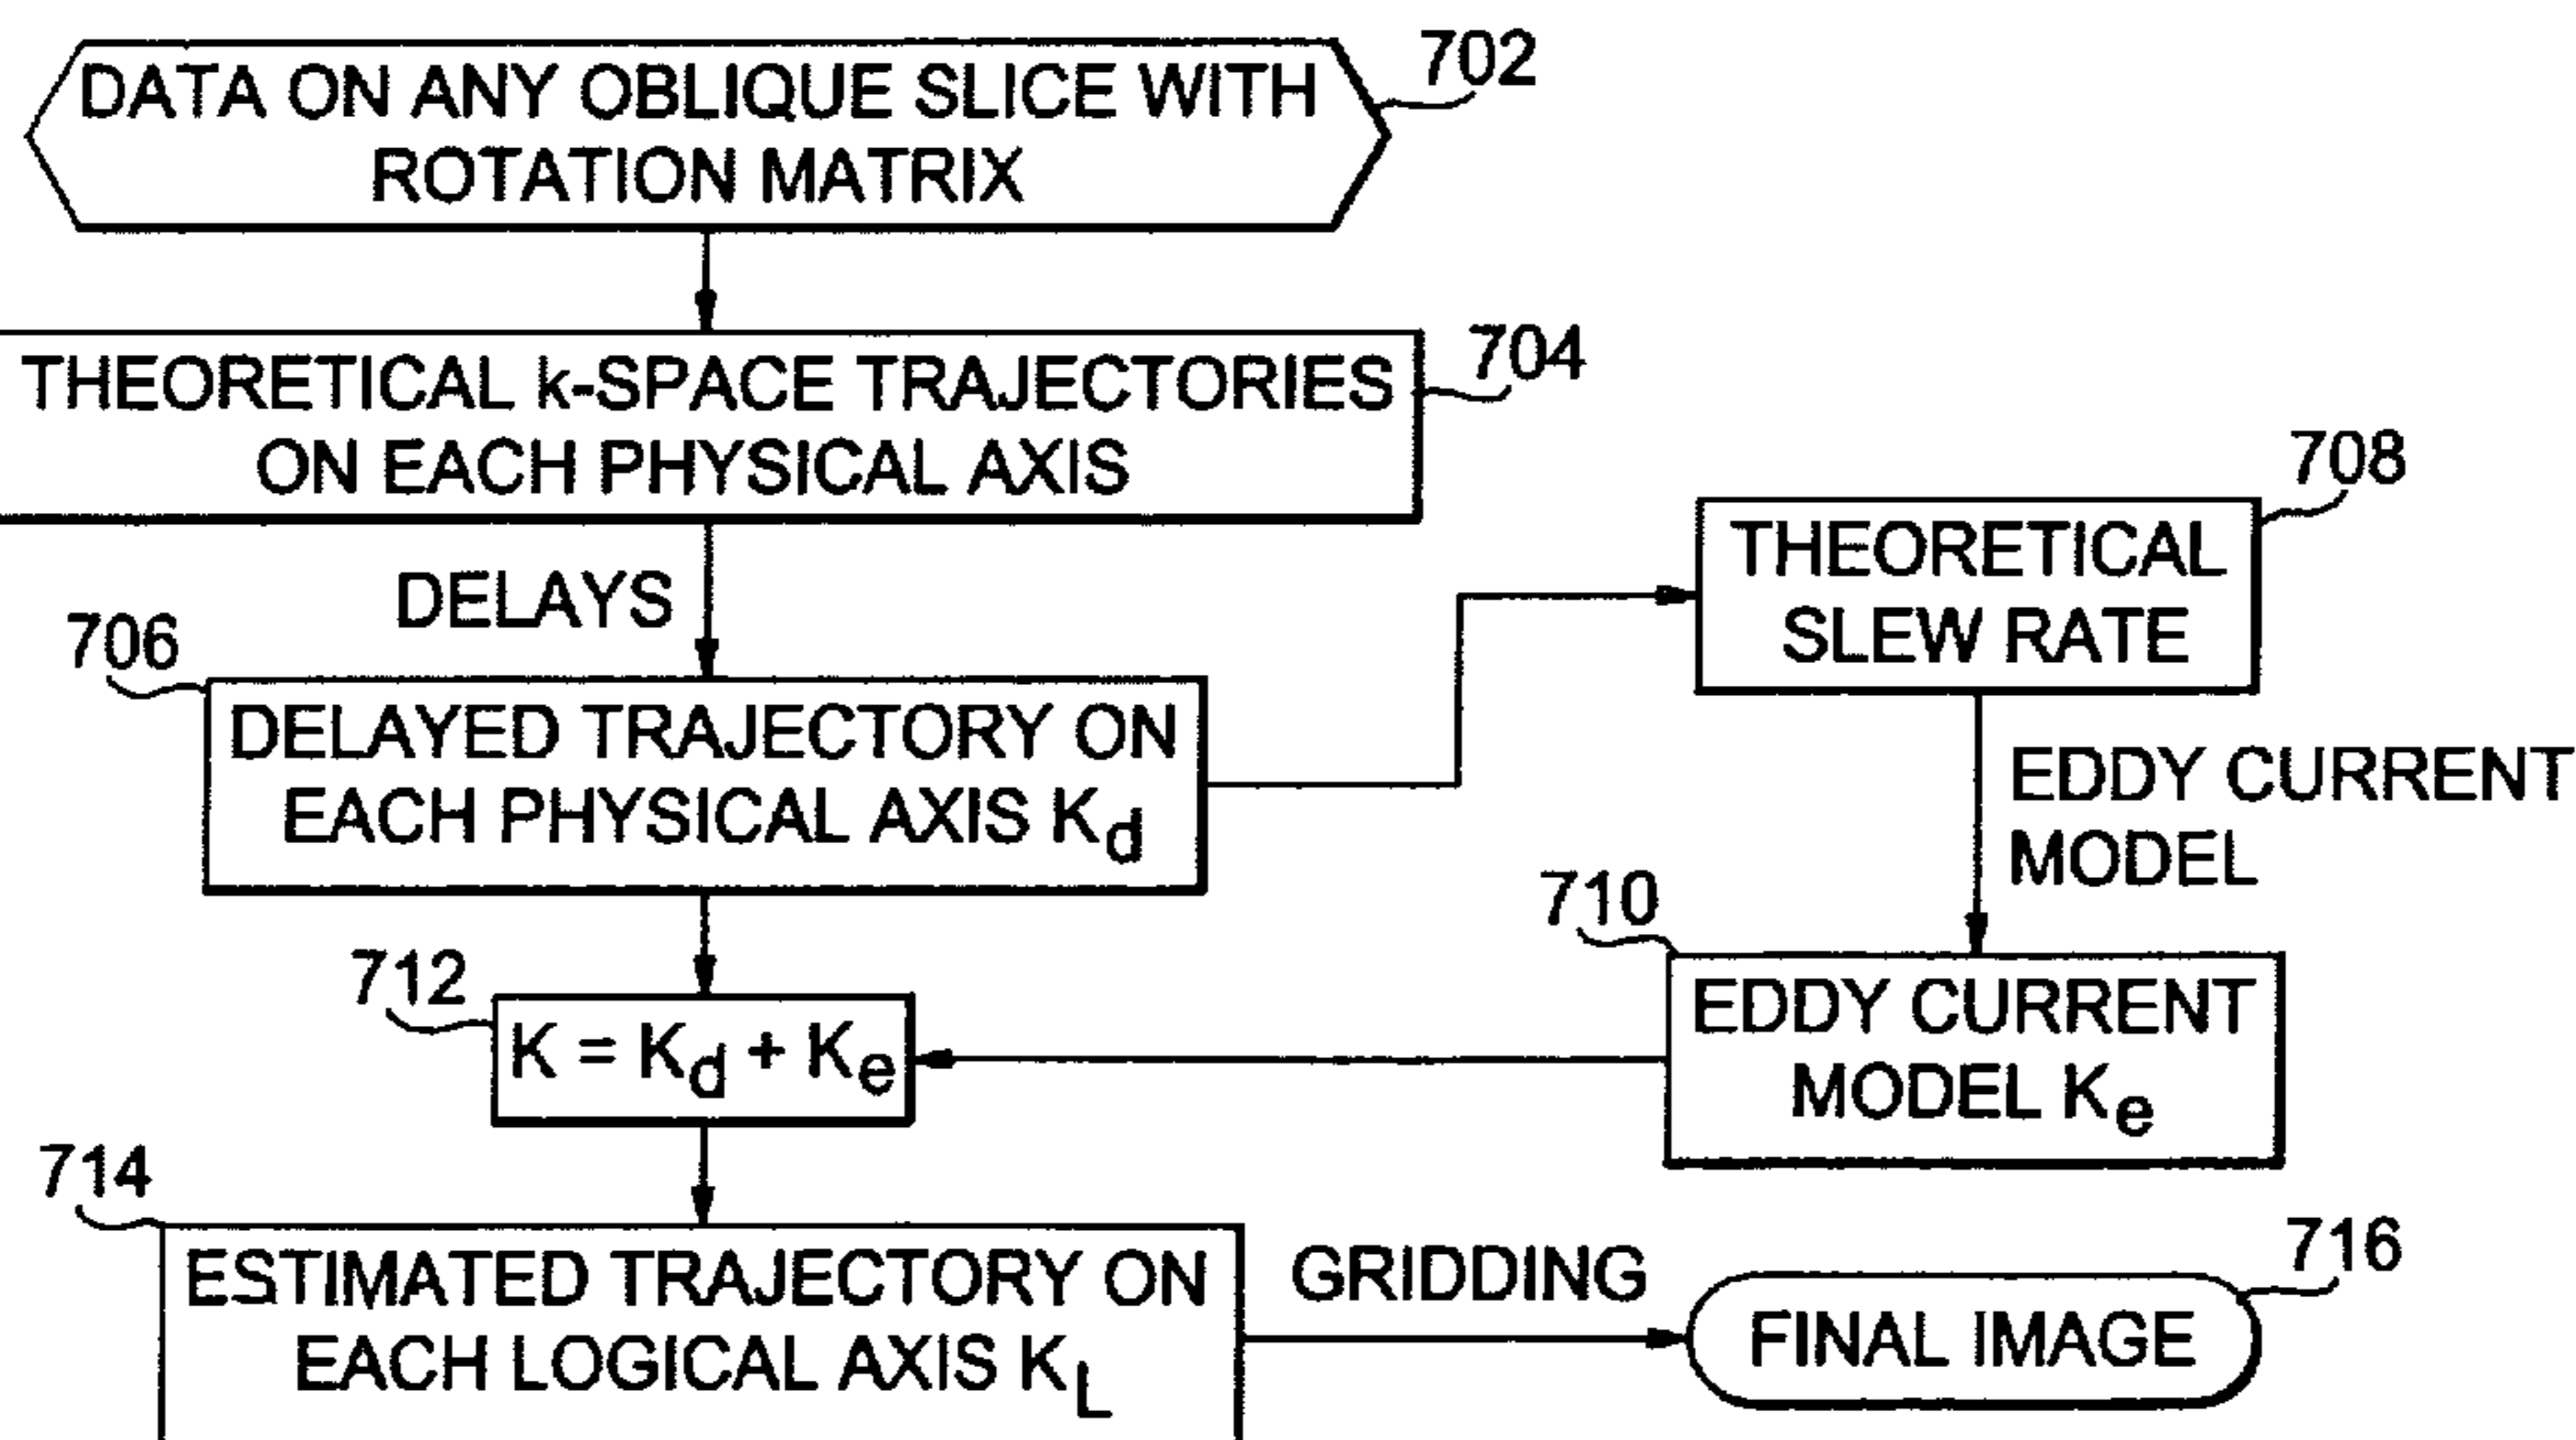 702
DATA ON ANY OBLIQUE SLICE WITH
ROTATION MATRIX
704
THEORETICAL k-SPACE TRAJECTORIES
ON EACH PHYSICAL AXIS
708
THEORETICAL
SLEW RATE
DELAYS
706
DELAYED TRAJECTORY ON
EACH PHYSICAL AXIS Kd
EDDY CURRENT
MODEL
710
EDDY CURRENT
MODEL Ke
712
K = Kd + Ke
714
ESTIMATED TRAJECTORY ON
EACH LOGICAL AXIS KL
GRIDDING
716
FINAL IMAGE